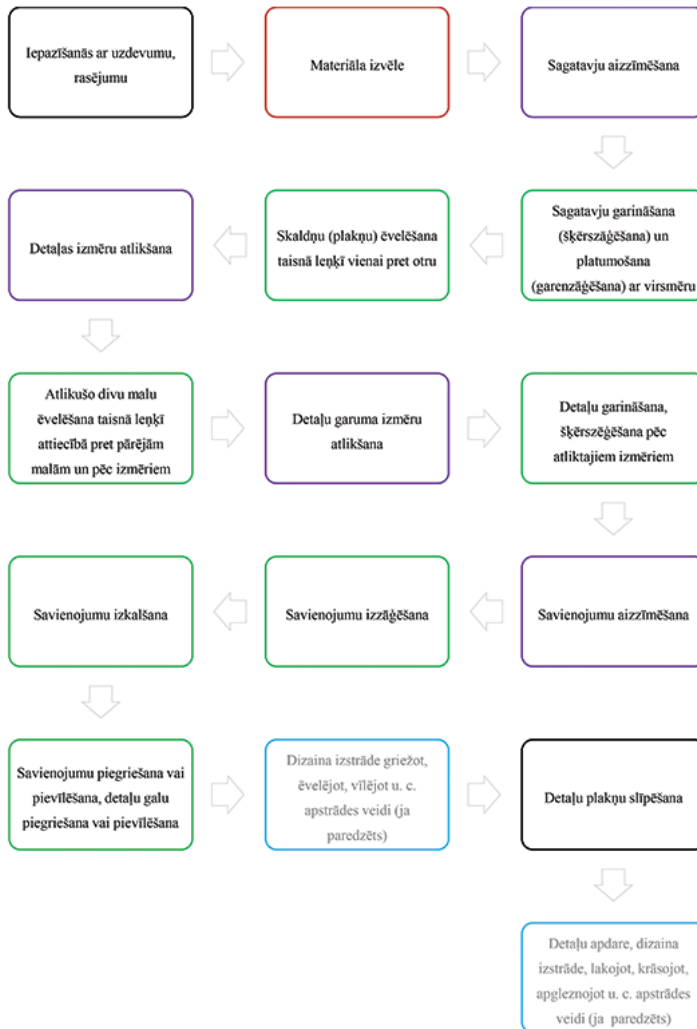 Iepazīšanās ar uzdevumu,
rasējumu
Materiāla izvēle
Sagatavju aizzīmēšana
Sagatavju garināšana
(šķērszāģēšana) un
platumošana
(garenzāģēšana) ar virsmēru
Skaldņu (plakņu) ēvelēšana
taisnā leņķī vienai pret otru
Detaļas izmēru atlikšana
Atlikušo divu malu
ēvelēšana taisnā leņķī
attiecībā pret pārējām
malām un pēc izmēriem
Detaļu garuma izmēru
atlikšana
Detaļu garināšana,
šķērszēģēšana pēc
atliktajiem izmēriem
Savienojumu aizzīmēšana
Savienojumu izzāģēšana
Savienojumu izkalšana
Savienojumu piegriešana vai
pievīlēšana, detaļu galu
piegriešana vai pievīlēšana
Dizaina izstrāde griežot,
ēvelējot, vīlējot u. c.
apstrādes veidi (ja
paredzēts)
Detaļu plakņu slīpēšana
Detaļu apdare, dizaina
izstrāde, lakojot, krāsojot,
apgleznojot u. c. apstrādes
veidi (ja paredzēts)